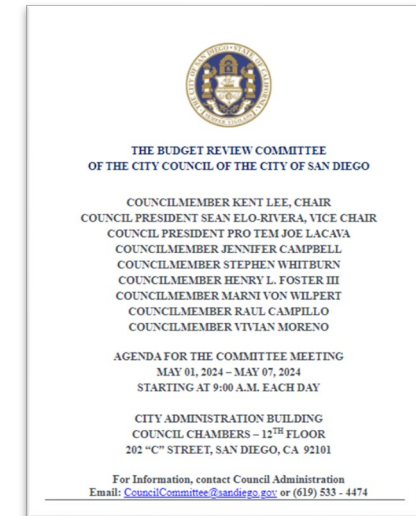 THE BUDGET REVIEW COMMITTEE
OF THE CITY COUNCIL OF THE CITY OF SAN DIEGO
COUNCILMEMBER KENT LEE, CHAIR
COUNCIL PRESIDENT SEAN ELO-RIVERA, VICE CHAIR
COUNCIL PRESIDENT PRO TEM JOE LACAVA
COUNCILMEMBER JENNIFER CAMPBELL
COUNCILMEMBER STEPHEN WHITBURN
COUNCILMEMBER HENRY L. FOSTER III
COUNCILMEMBER MARNI VON WILPERT
COUNCILMEMBER RAUL CAMPILLO
COUNCILMEMBER VIVIAN MORENO
AGENDA FOR THE COMMITTEE MEETING
MAY 01, 2024 – MAY 07, 2024
STARTING AT 9:00 A.M. EACH DAY
CITY ADMINISTRATION BUILDING
COUNCIL CHAMBERS – 12TH FLOOR
202 “C” STREET, SAN DIEGO, CA 92101
For Information, contact Council Administration
Email: CouncilCommittee@sandiego.gov or (619) 533 - 4474